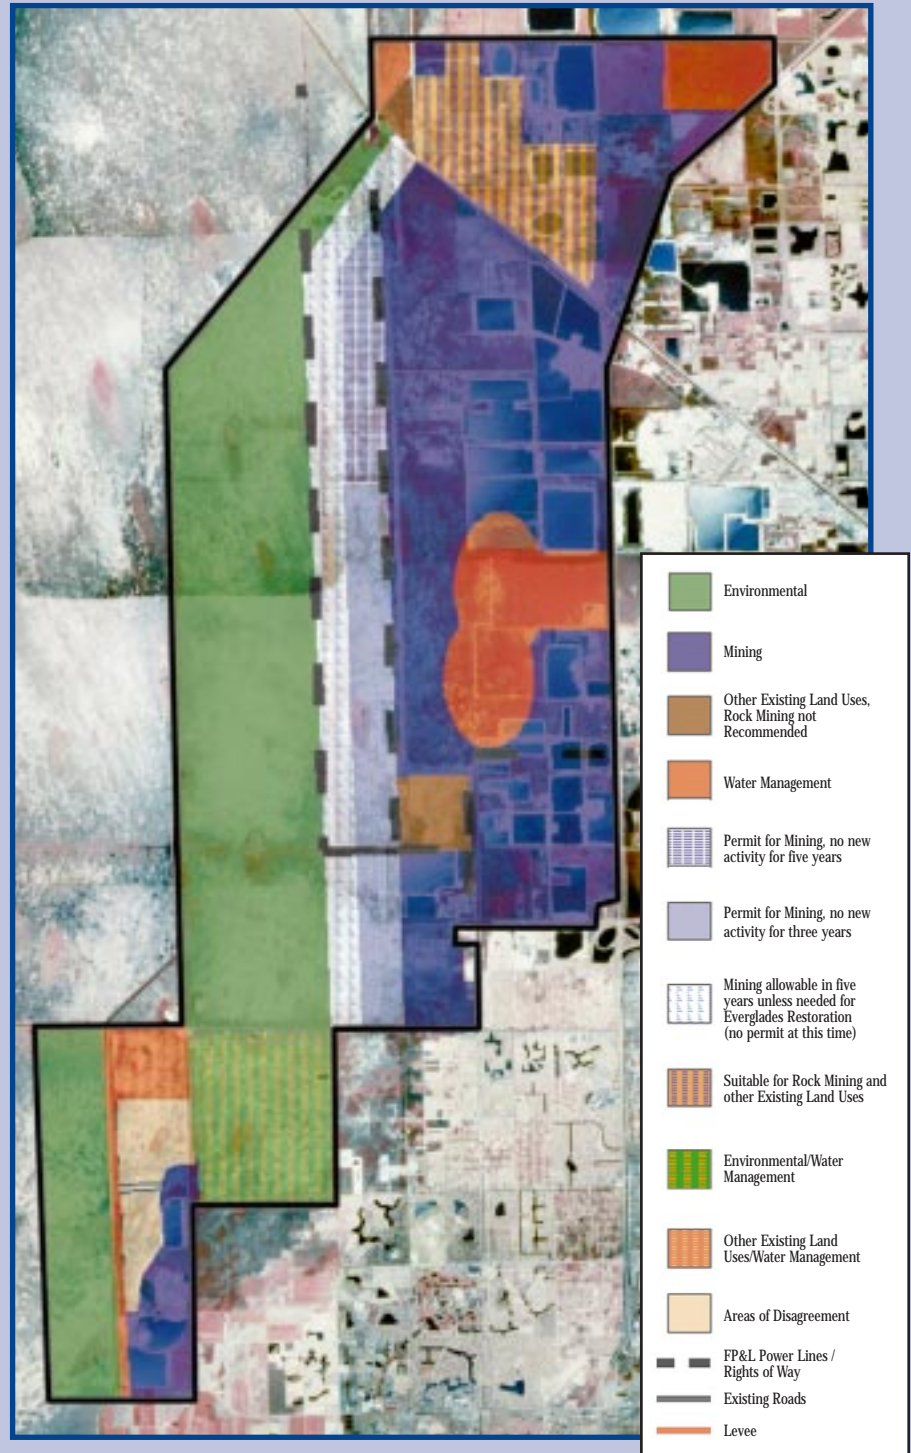 Environmental
Mining
Other Existing Land Uses,
Rock Mining not
Recommended
Water Management
Permit for Mining, no new
activity for five years
Permit for Mining, no new
activity for three years
Mining allowable in five
years unless needed for
Everglades Restoration
(no permit at this time)
Suitable for Rock Mining and
other Existing Land Uses
Environmental/Water
Management
Other Existing Land
Uses/Water Management
Areas of Disagreement
FP&L Power Lines /
Rights of Way
Existing Roads
Levee